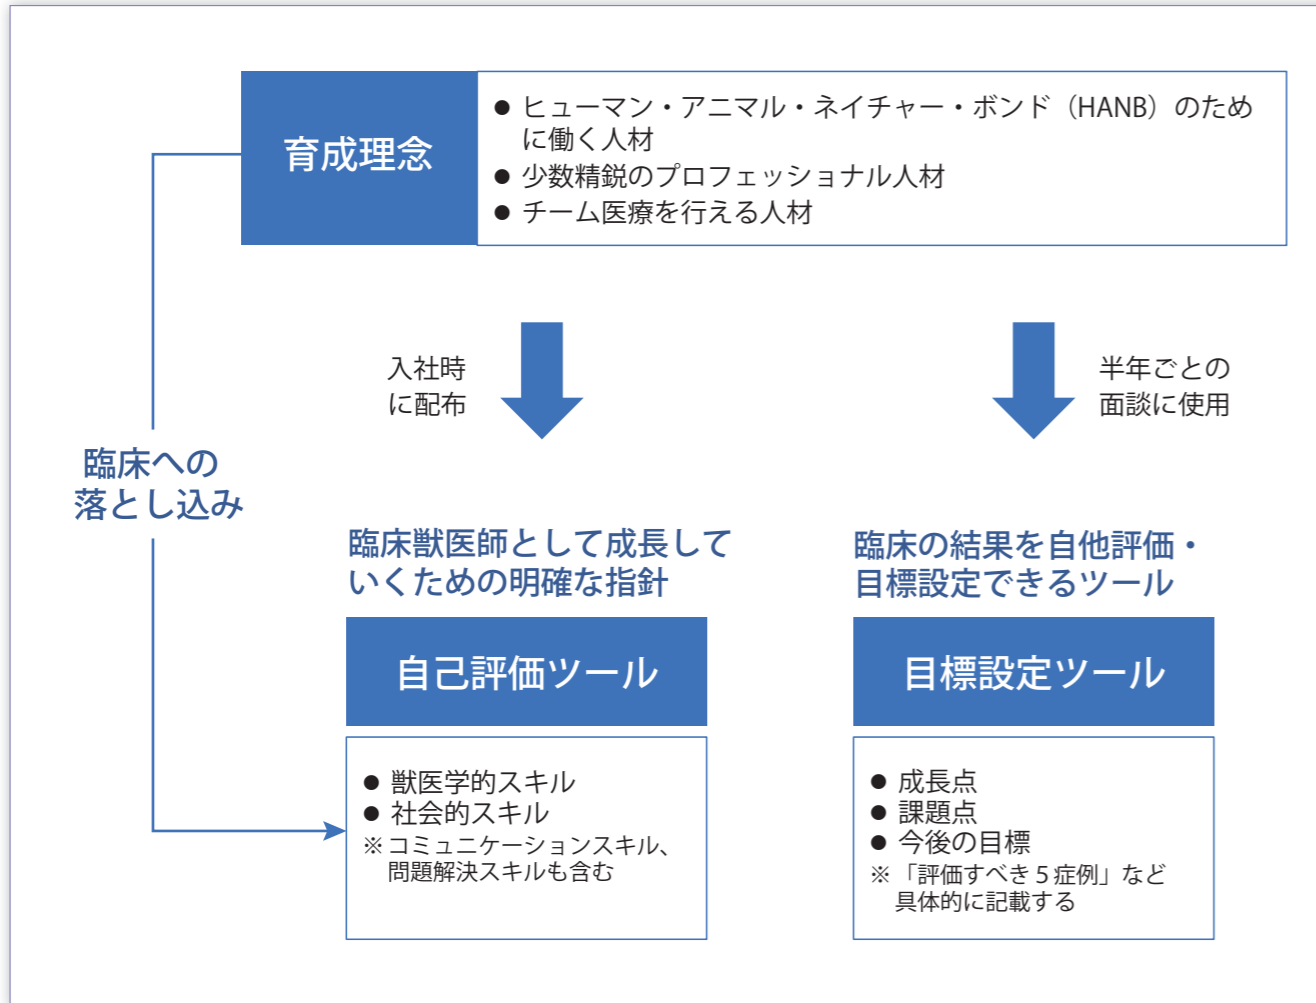 育成理念
● ヒューマン・アニマル・ネイチャー・ボンド（HANB）のため
に働く人材
● 少数精鋭のプロフェッショナル人材
● チーム医療を行える人材
入社時
に配布
半年ごとの
面談に使用
臨床への
落とし込み
臨床獣医師として成長して
いくための明確な指針
自己評価ツール
● 獣医学的スキル
● 社会的スキル
※コミュニケーションスキル、
問題解決スキルも含む
臨床の結果を自他評価・
目標設定できるツール
目標設定ツール
● 成長点
● 課題点
● 今後の目標
※「評価すべき5症例」など
具体的に記載する